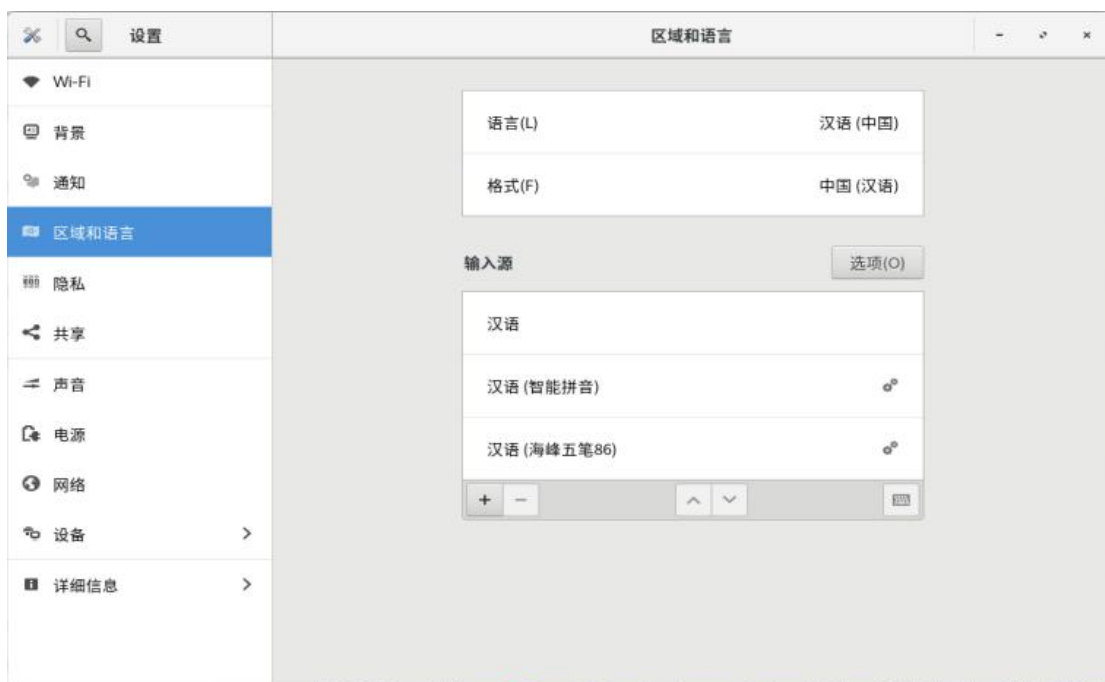 设置
区域和语言
Wi-Fi
背景
通知
区域和语言
隐私
共享
声音
电源
网络
设备
详细信息
语言(L) 汉语 (中国)
格式(F) 中国 (汉语)
输入源 选项(O)
汉语
汉语 (智能拼音)
汉语 (海峰五笔86)